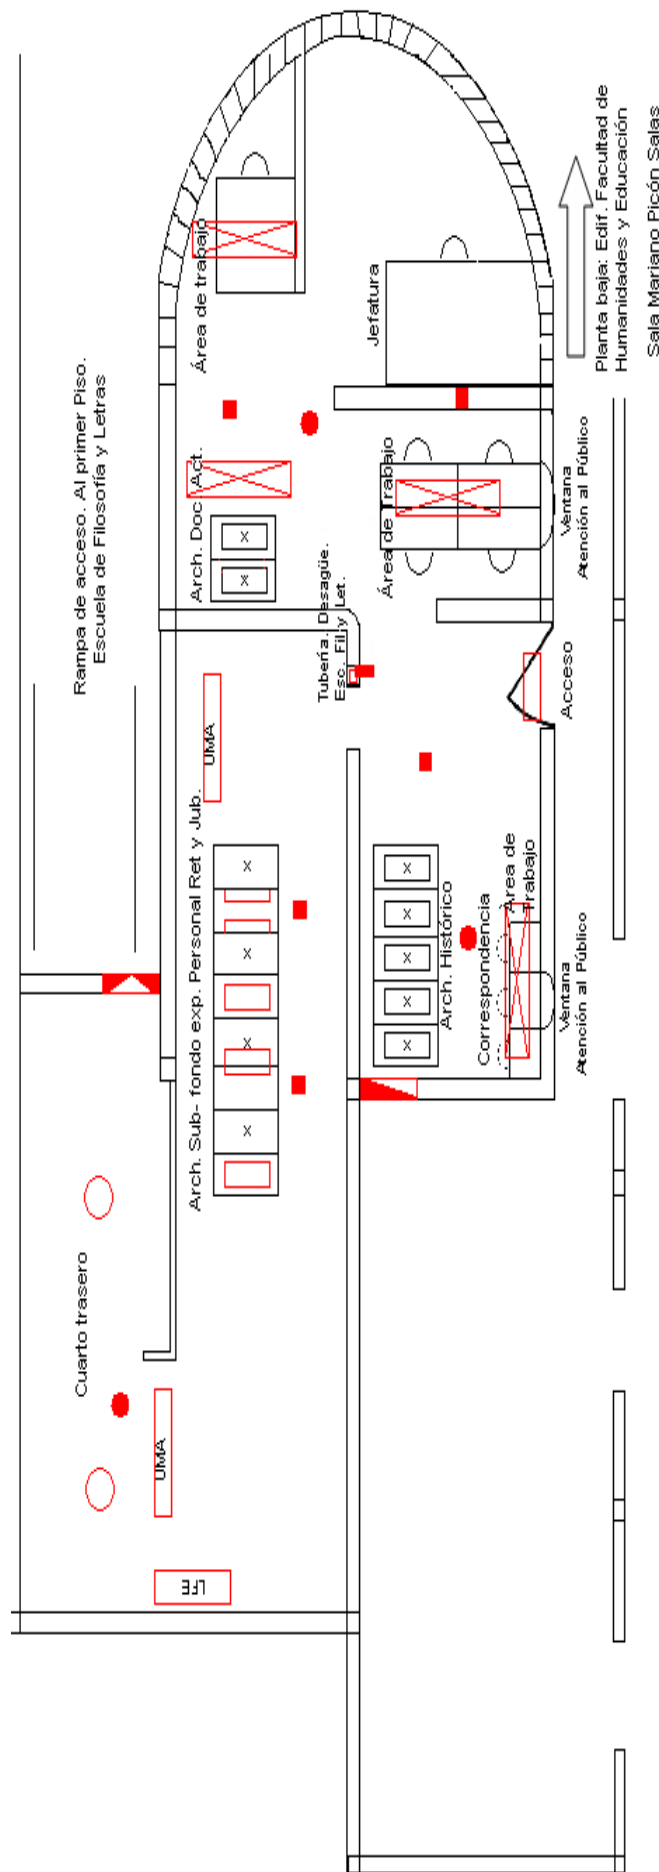 Rampa de acceso. Al primer Piso.
Escuela de Filosofía y Letras
Área de trabajo
Jefatura
Planta baja: Edif. Facultad de
Humanidades y Educación
Sala Mariano Picón Salas
Arch. Doc. Act.
Área de Trabajo
Ventana
Atención al Público
Tubería. Desagüe.
Esc. Fil. y Let.
Acceso
UMA
Arch. Sub- fondo exp. Personal Ret y Jub.
X
X
X
X
X
X
Arch. Histórico
X
X
X
X
X
Correspondencia
Área de
Trabajo
Ventana
Atención al Público
Cuarto trasero
UMA
LFE